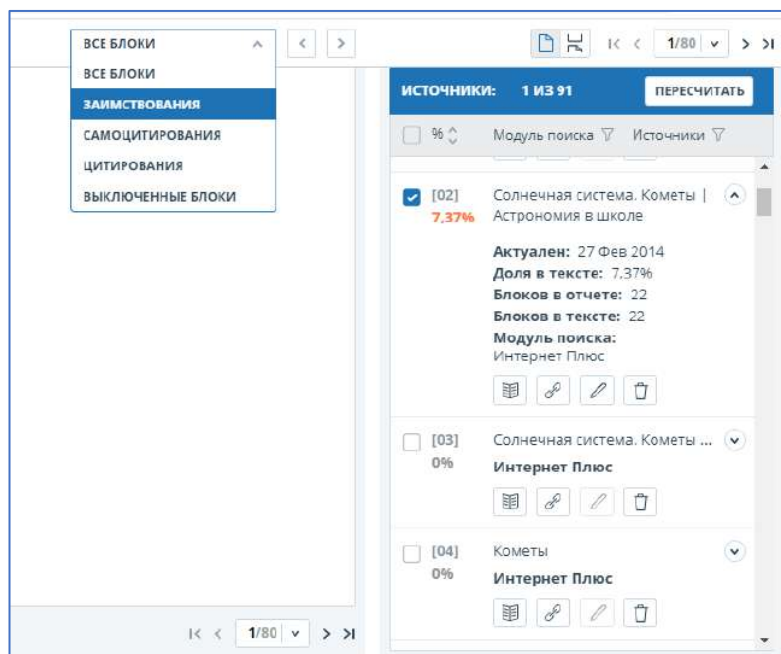 ВСЕ БЛОКИ
ВСЕ БЛОКИ
ЗАИМСТВОВАНИЯ
САМОЦИТИРОВАНИЯ
ЦИТИРОВАНИЯ
ВЫКЛЮЧЕННЫЕ БЛОКИ
1/80
ИСТОЧНИКИ: 1 ИЗ 91 ПЕРЕСЧИТАТЬ
% Модуль поиска Источники
[02] Солнечная система. Кометы |
7,37% Астрономия в школе
Актуален: 27 Фев 2014
Доля в тексте: 7,37%
Блоков в отчете: 22
Блоков в тексте: 22
Модуль поиска:
Интернет Плюс
[03] Солнечная система. Кометы ...
0% Интернет Плюс
[04] Кометы
0% Интернет Плюс
1/80